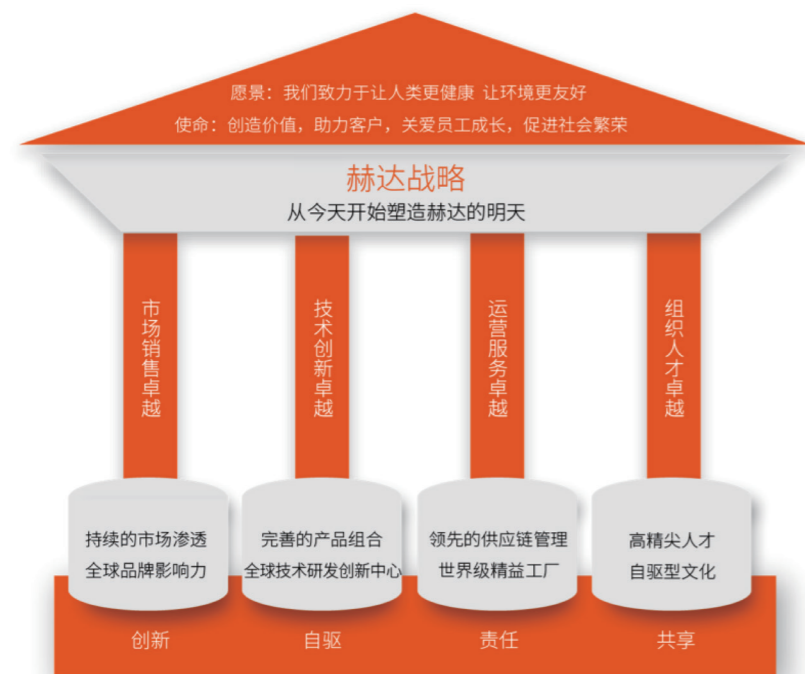 愿景：我们致力于让人类更健康 让环境更友好
使命：创造价值，助力客户，关爱员工成长，促进社会繁荣
赫达战略
从今天开始塑造赫达的明天
市场销售卓越
技术创新卓越
运营服务卓越
组织人才卓越
持续的市场渗透
全球品牌影响力
完善的产品组合
全球技术研发创新中心
领先的供应链管理
世界级精益工厂
高精尖人才
自驱型文化
创新
自驱
责任
共享